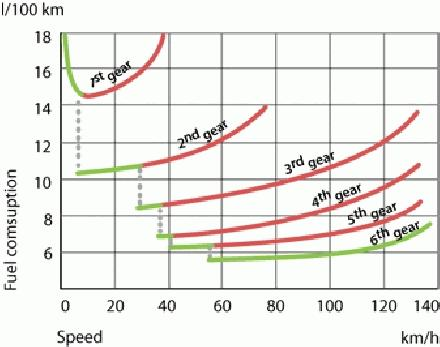 l/100 km
18
16
14
12
10
8
6
Fuel comsuption
1st gear
2nd gear
3rd gear
4th gear
5th gear
6th gear
0 20 40 60 80 100 120 140
Speed km/h